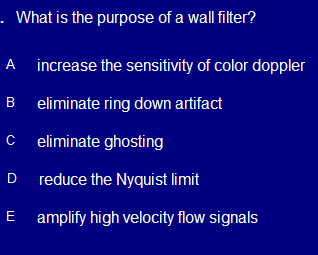 . What is the purpose of a wall filter?
A increase the sensitivity of color doppler
B eliminate ring down artifact
C eliminate ghosting
D reduce the Nyquist limit
E amplify high velocity flow signals